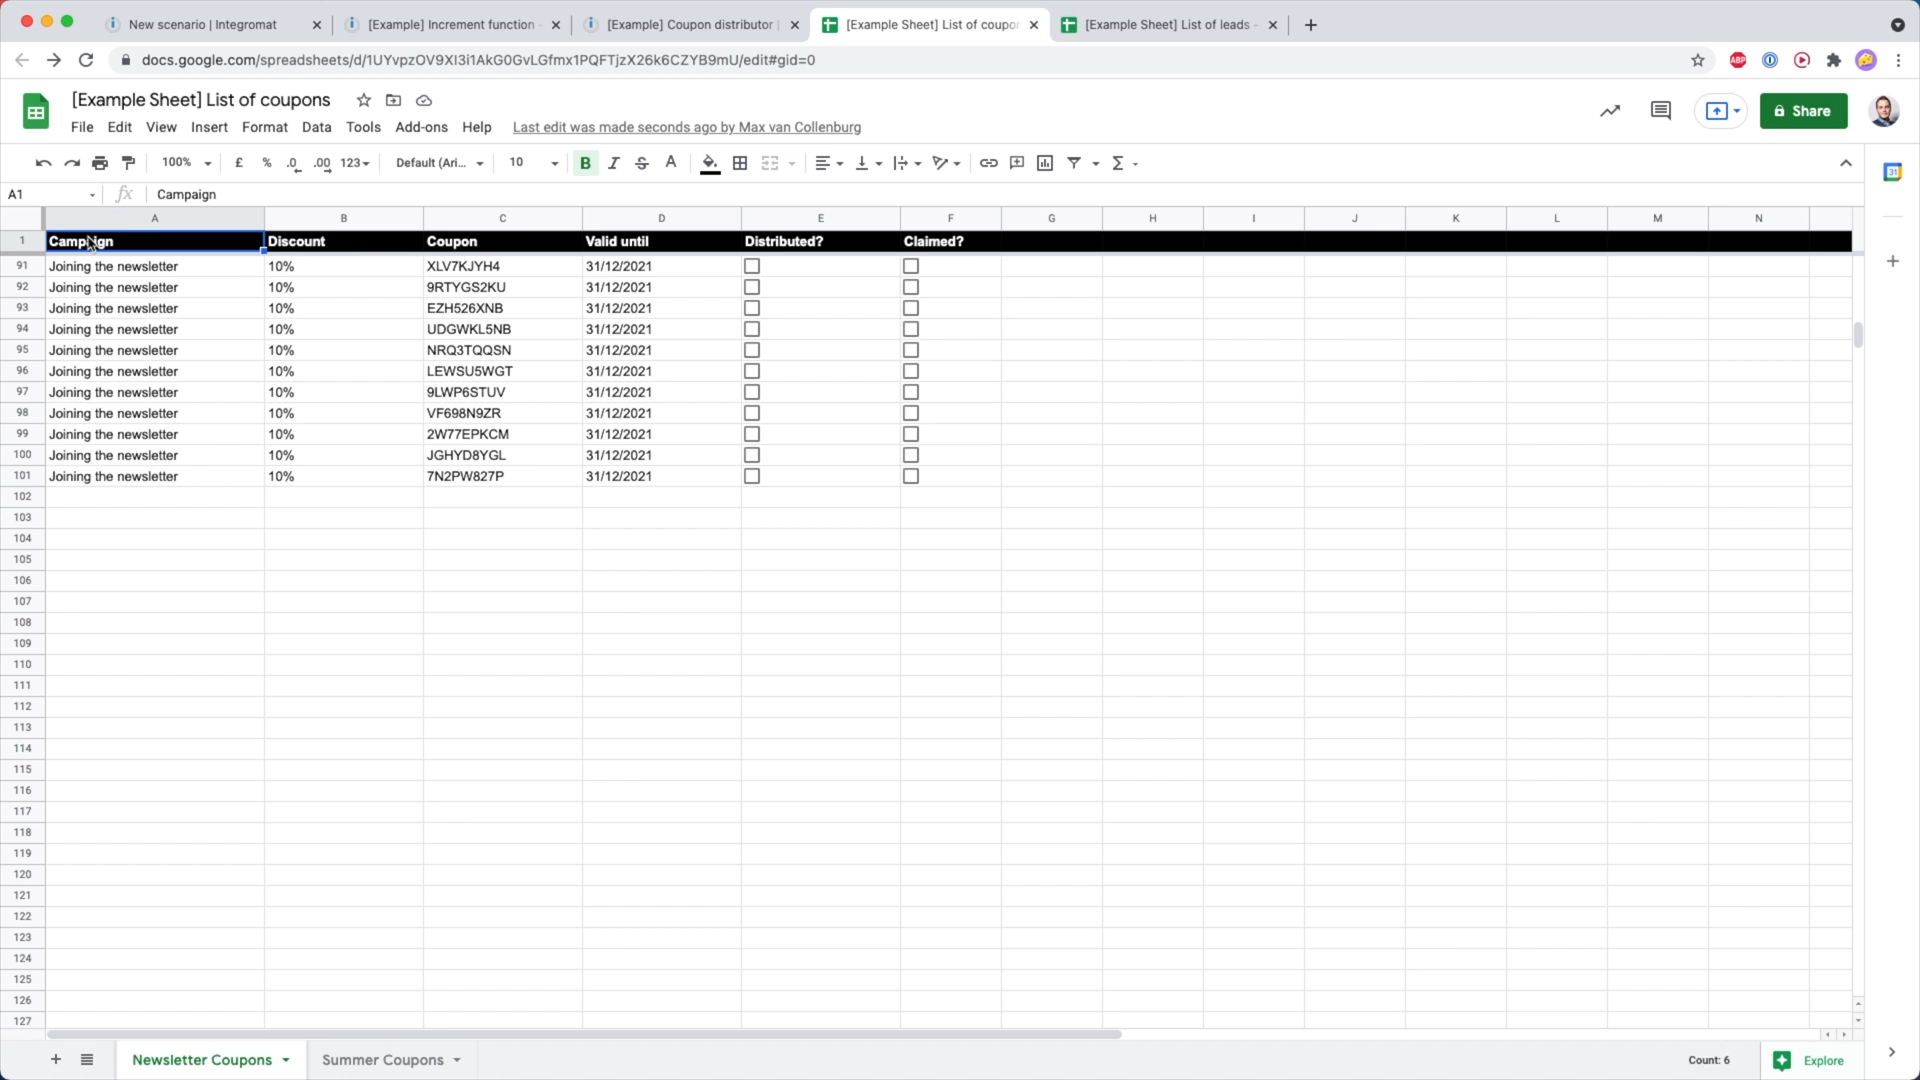 New scenario | Integromat
[Example] Increment function -
[Example] Coupon distributor |
[Example Sheet] List of coupon
[Example Sheet] List of leads -
docs.google.com/spreadsheets/d/1UYvpzOV9XI3i1AkG0GvLGfmx1PQFTjzX26k6CZYB9mU/edit#gid=0
ABP
[Example Sheet] List of coupons
File Edit View Insert Format Data Tools Add-ons Help Last edit was made seconds ago by Max van Collenburg
Share
100% £ % .0 .00 123 Default (Ari... 10 B I S A Σ
31
A1 fx Campaign
A B C D E F G H I J K L M N
1 Campaign Discount Coupon Valid until Distributed? Claimed?
91 Joining the newsletter 10% XLV7KJYH4 31/12/2021
92 Joining the newsletter 10% 9RTYGS2KU 31/12/2021
93 Joining the newsletter 10% EZH526XNB 31/12/2021
94 Joining the newsletter 10% UDGWKL5NB 31/12/2021
95 Joining the newsletter 10% NRQ3TQQSN 31/12/2021
96 Joining the newsletter 10% LEWSU5WGT 31/12/2021
97 Joining the newsletter 10% 9LWP6STUV 31/12/2021
98 Joining the newsletter 10% VF698N9ZR 31/12/2021
99 Joining the newsletter 10% 2W77EPKCM 31/12/2021
100 Joining the newsletter 10% JGHYD8YGL 31/12/2021
101 Joining the newsletter 10% 7N2PW827P 31/12/2021
102
103
104
105
106
107
108
109
110
111
112
113
114
115
116
117
118
119
120
121
122
123
124
125
126
127
Newsletter Coupons Summer Coupons Count: 6 Explore